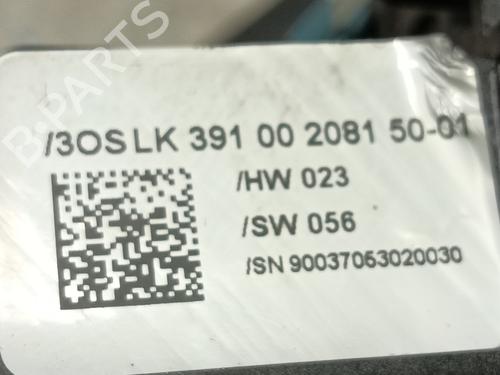 B-PARTS
/3OS LK 391 00 2081 50-01
/HW 023
/SW 056
/SN 90037053020030